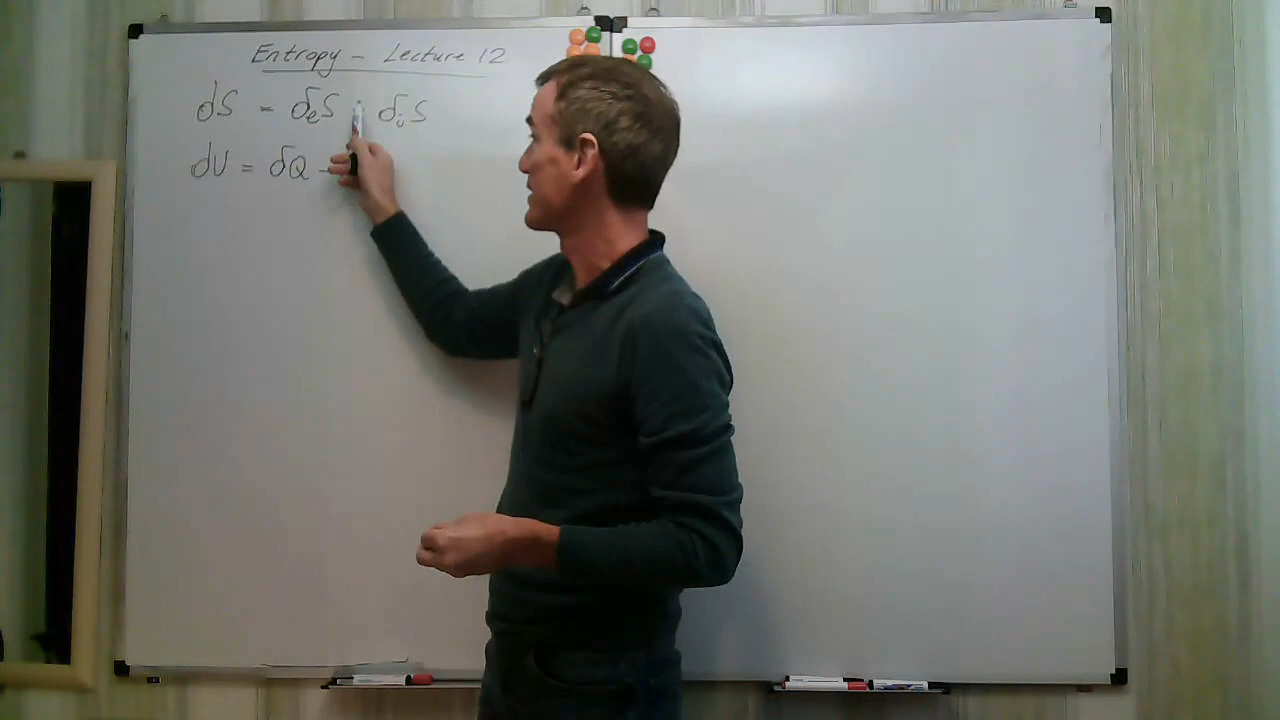 Entropy - Lecture 12
dS = δeS δiS
dU = δQ -